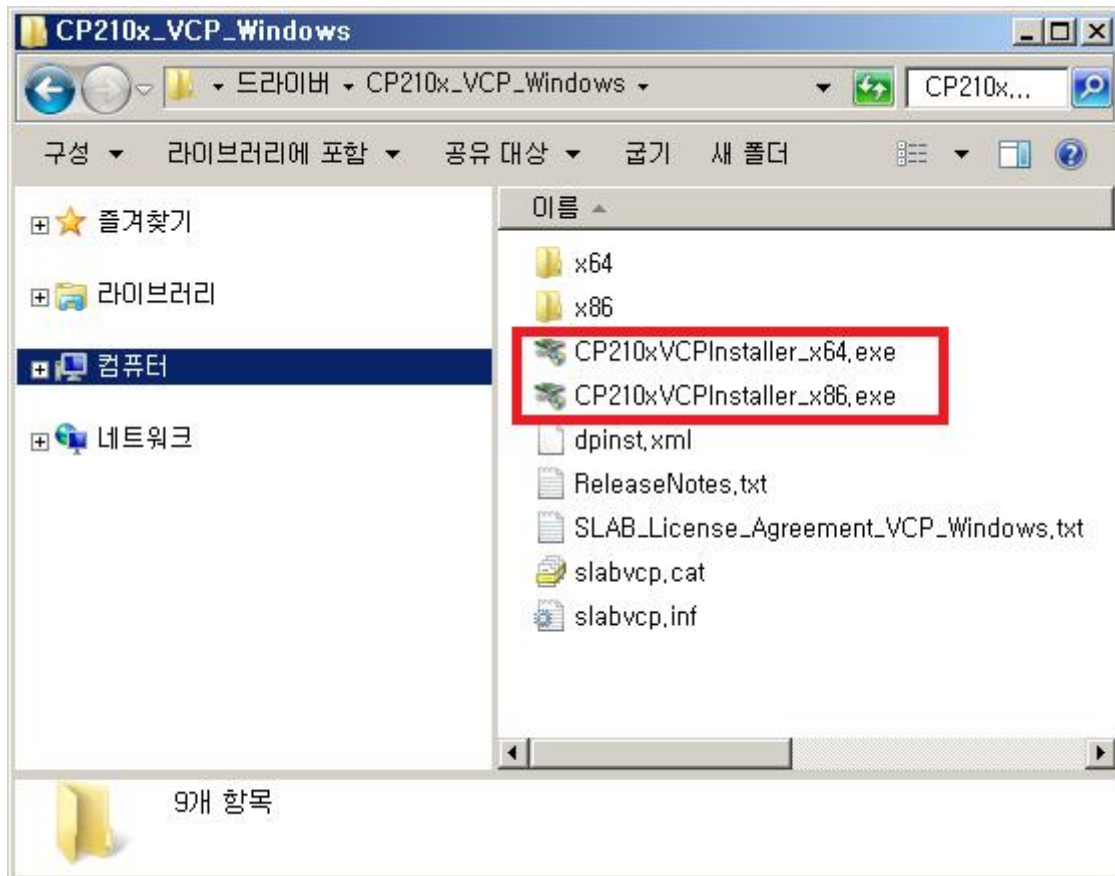 CP210x_VCP_Windows
드라이버 CP210x_VCP_Windows CP210x...
구성 라이브러리에 포함 공유 대상 굽기 새 폴더
즐겨찾기
라이브러리
컴퓨터
네트워크
이름
x64
x86
CP210xVCPInstaller_x64.exe
CP210xVCPInstaller_x86.exe
dpinst.xml
ReleaseNotes.txt
SLAB_License_Agreement_VCP_Windows.txt
slabvcp.cat
slabvcp.inf
9개 항목